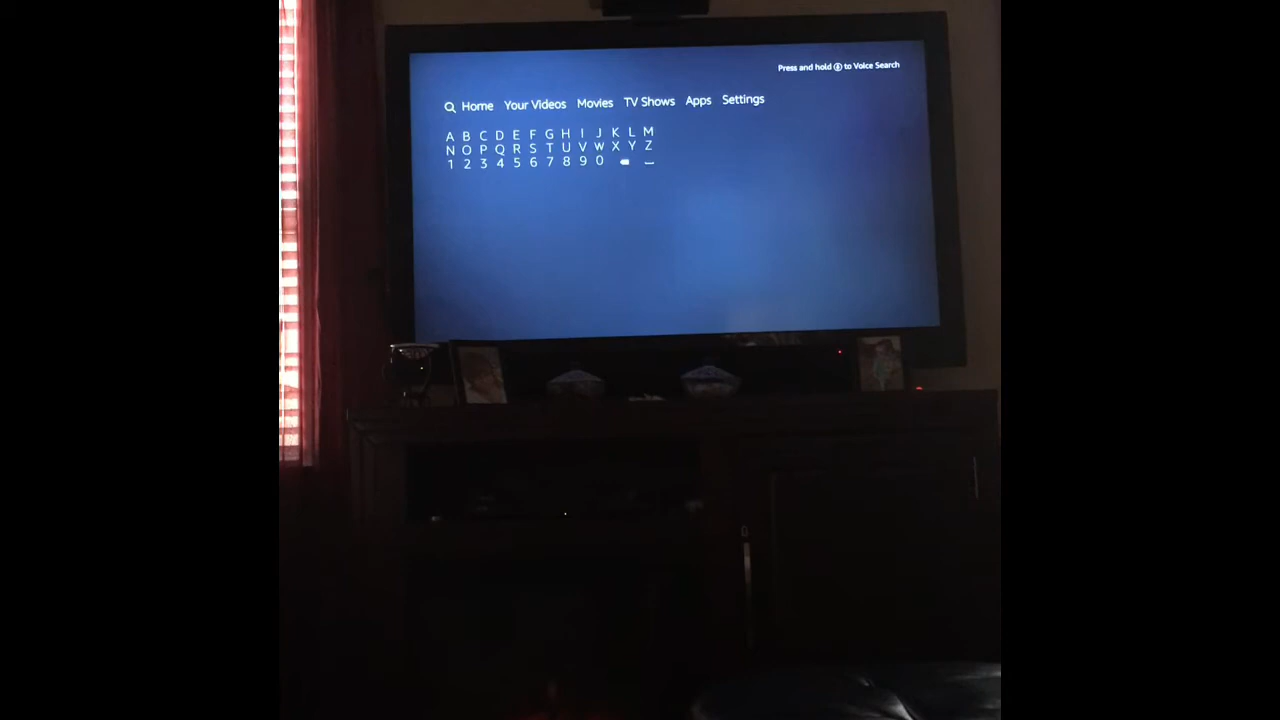 Press and hold to Voice Search
Home Your Videos Movies TV Shows Apps Settings
A B C D E F G H I J K L M
N O P Q R S T U V W X Y Z
1 2 3 4 5 6 7 8 9 0